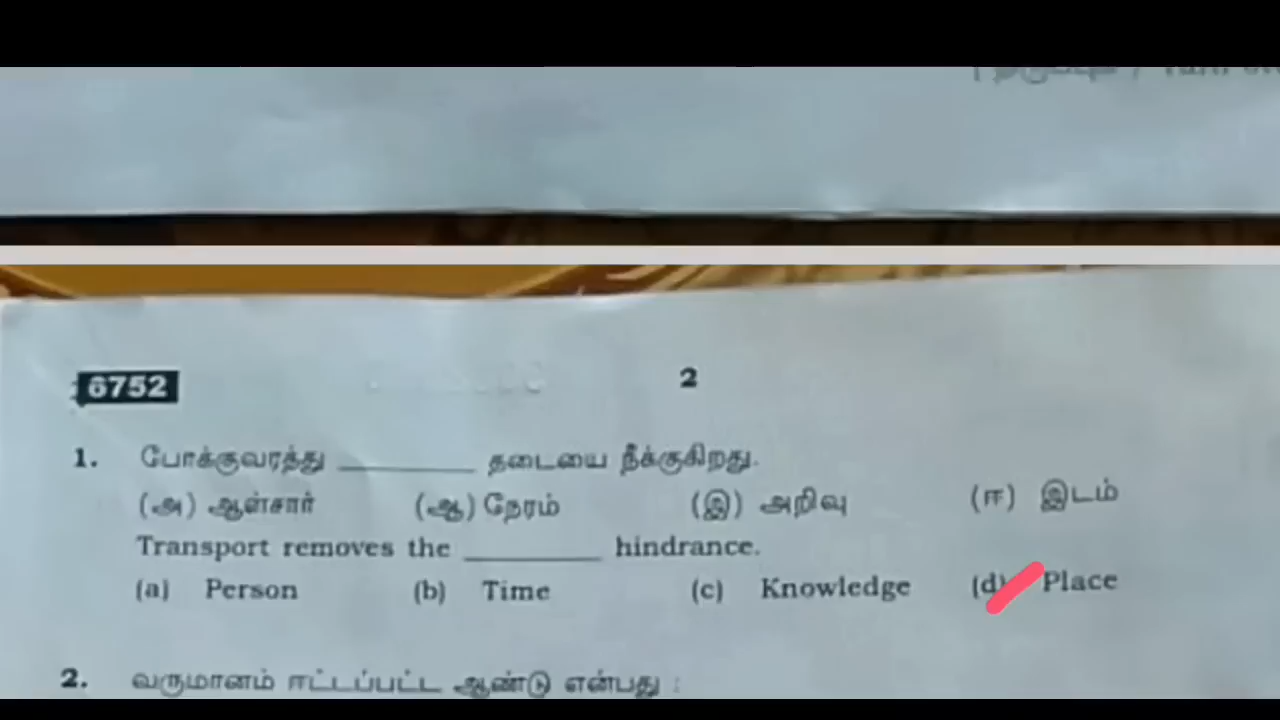 6752
2
1. போக்குவரத்து ________ தடையை நீக்குகிறது.
(அ) ஆள்சார் (ஆ) நேரம் (இ) அறிவு (ஈ) இடம்
Transport removes the ________ hindrance.
(a) Person (b) Time (c) Knowledge (d) Place
2. வருமானம் ஈட்டப்பட்ட ஆண்டு என்பது :